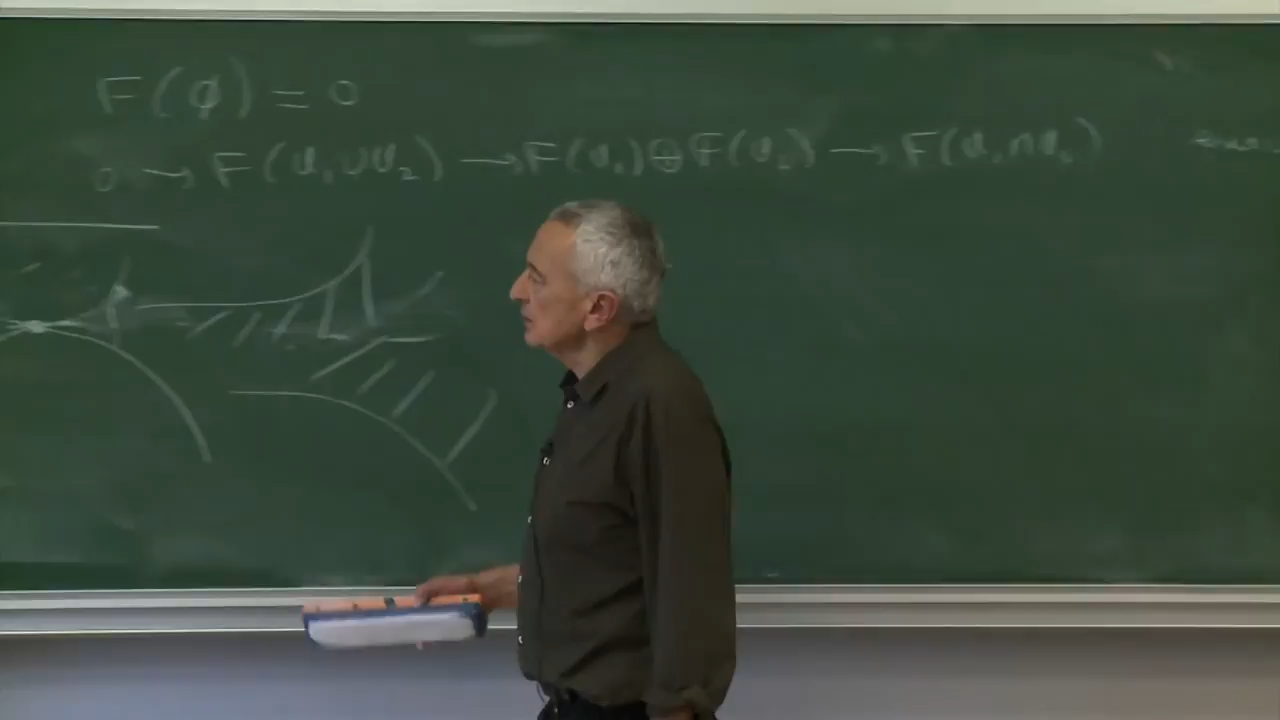 F(ϕ) = 0
0 → F(U₁∪U₂) → F(U₁)⊕F(U₂) → F(U₁∩U₂)